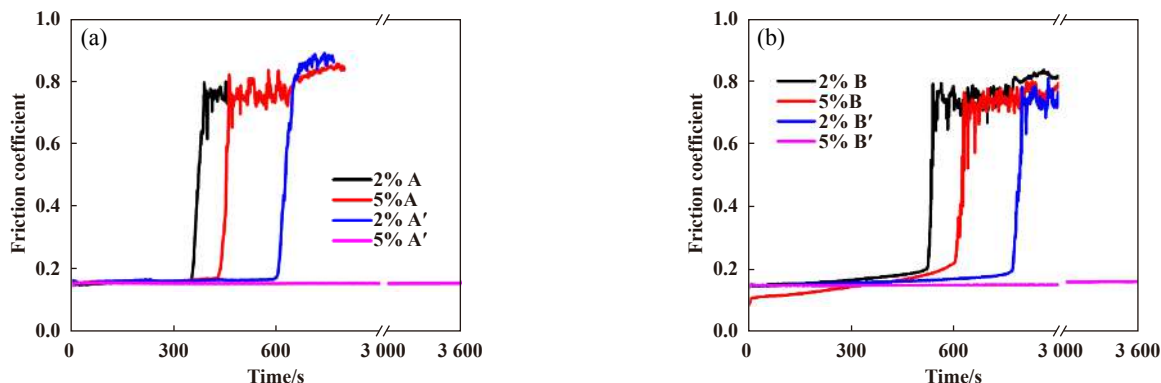 (a)
Friction coefficient
1.0
0.8
0.6
0.4
0.2
0.0
2% A
5%A
2% A′
5% A′
0 300 600 3 000 3 600
Time/s
(b)
Friction coefficient
1.0
0.8
0.6
0.4
0.2
0.0
2% B
5%B
2% B′
5% B′
0 300 600 3 000 3 600
Time/s